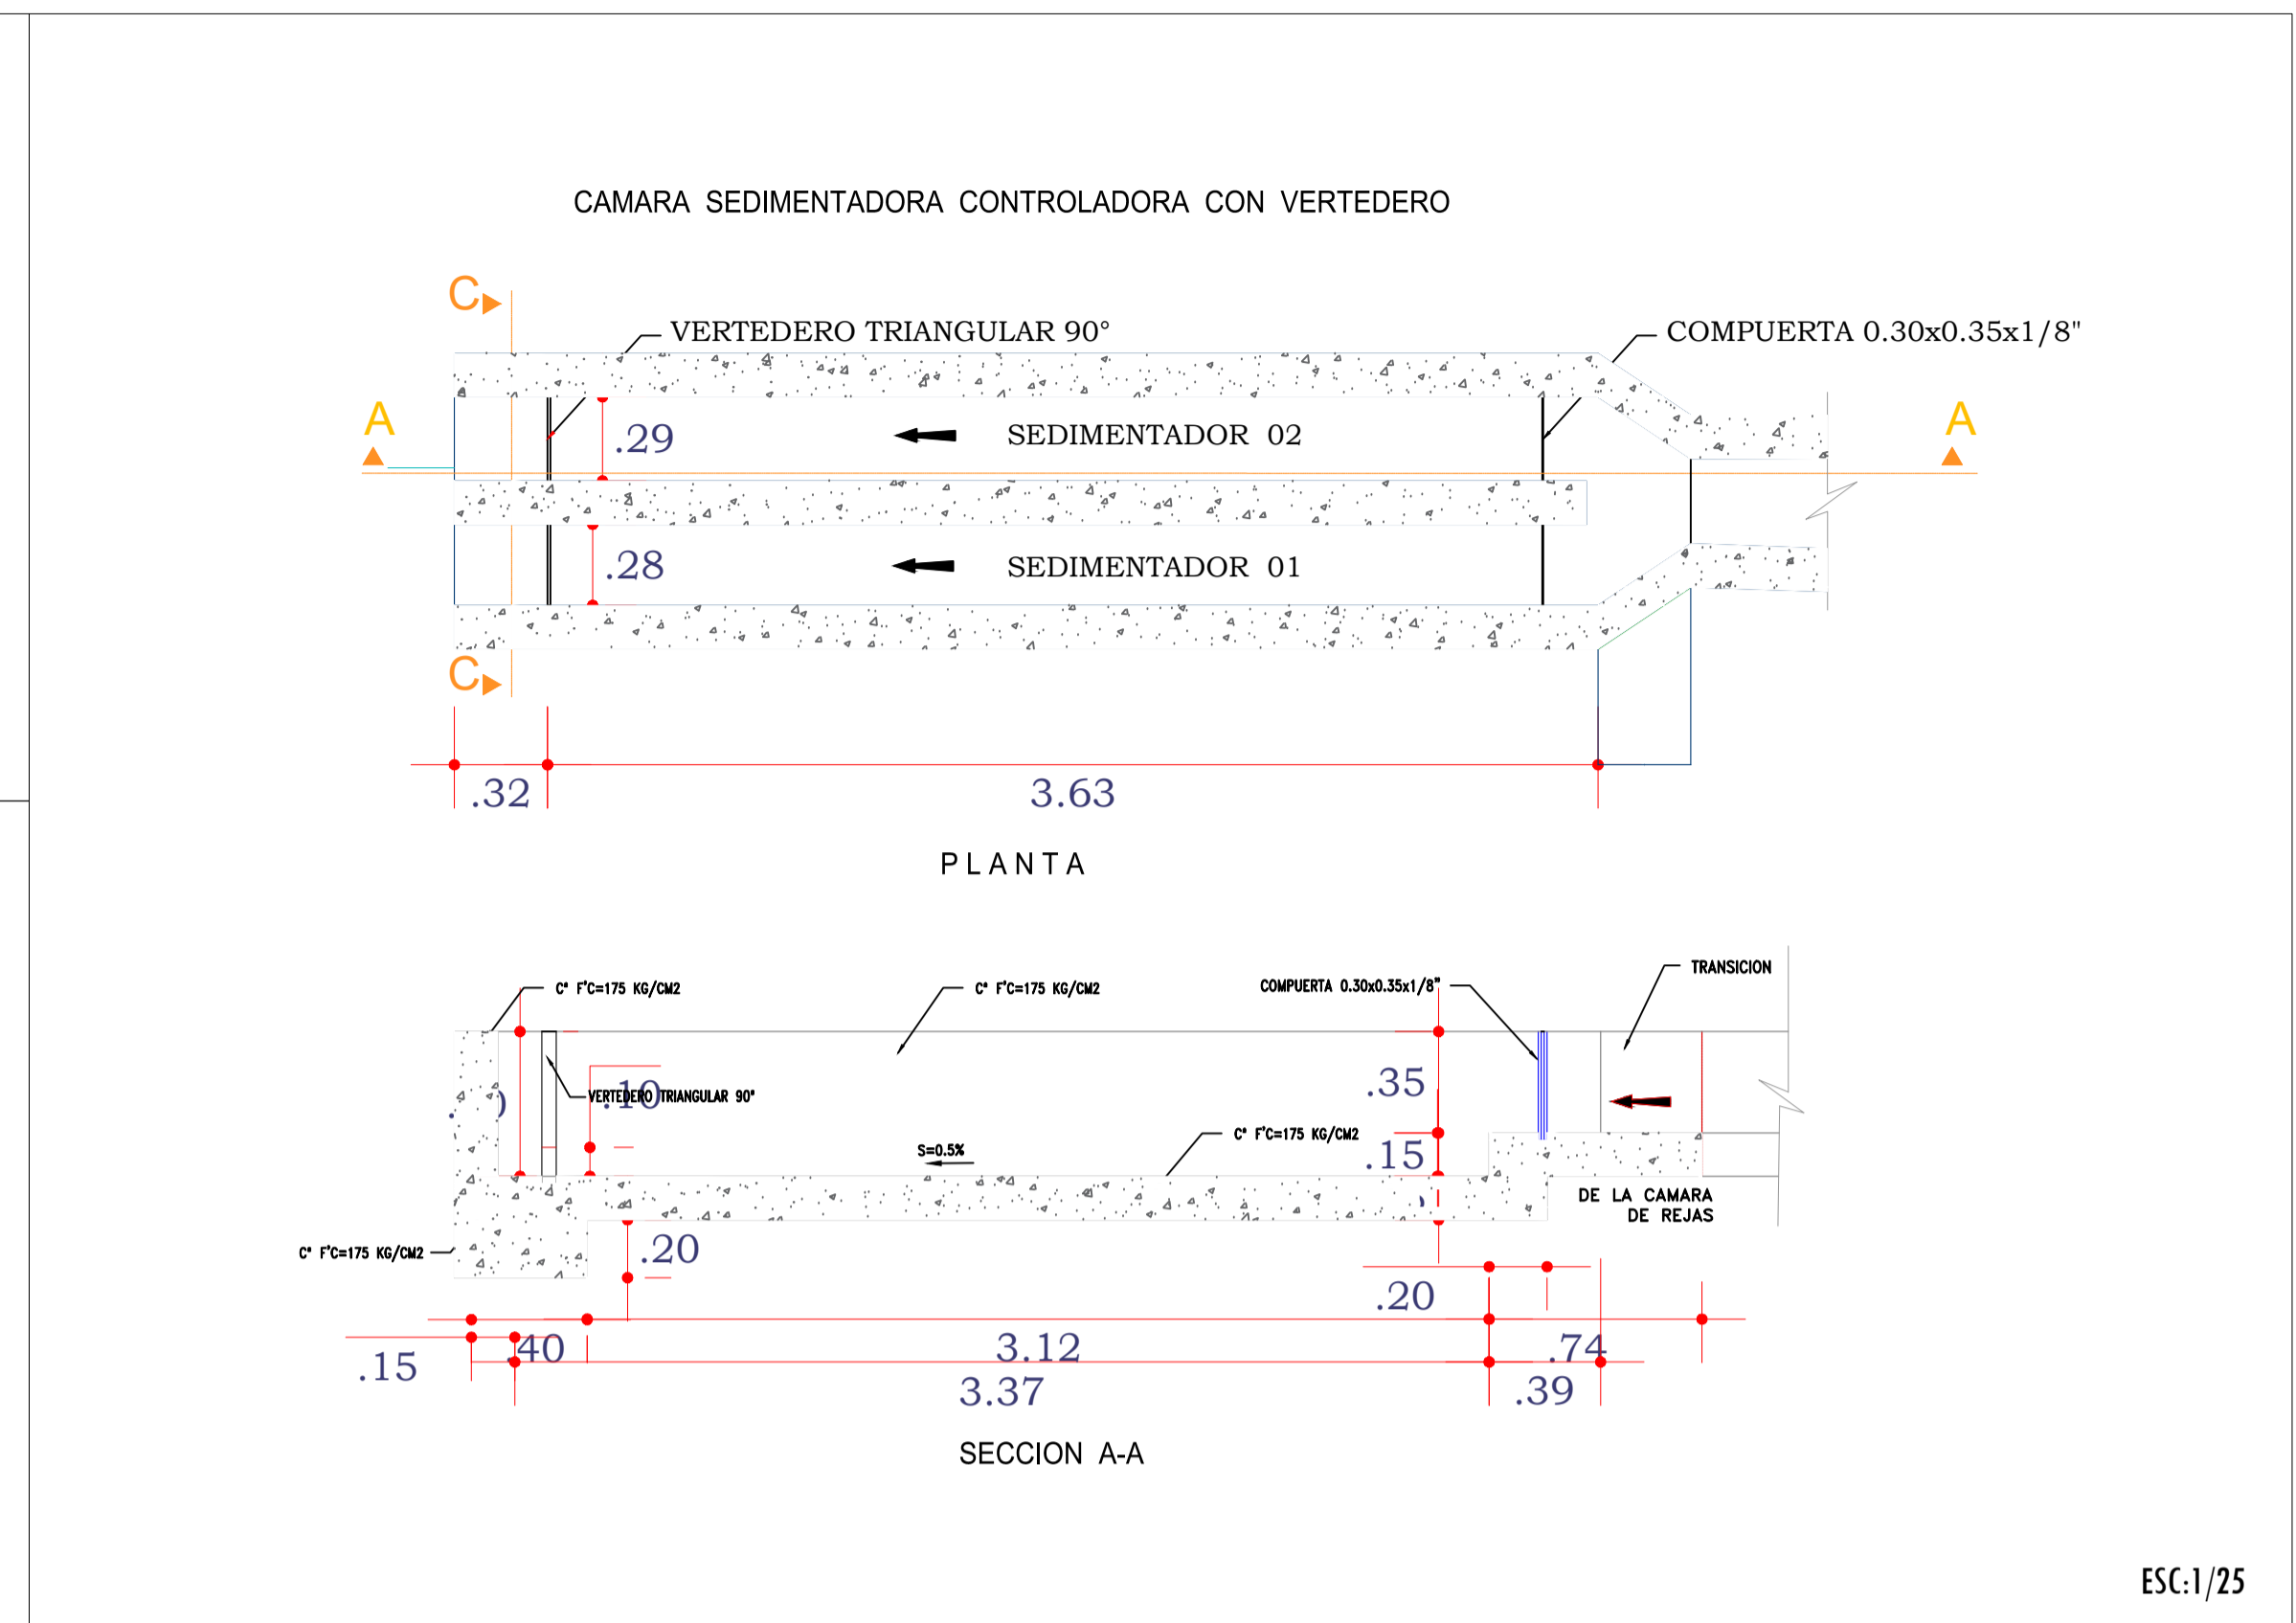 CAMARA SEDIMENTADORA CONTROLADORA CON VERTEDERO
C
VERTEDERO TRIANGULAR 90°
COMPUERTA 0.30x0.35x1/8"
A
A
.29
SEDIMENTADOR 02
.28
SEDIMENTADOR 01
C
.32
3.63
PLANTA
C° F'C=175 KG/CM2
C° F'C=175 KG/CM2
COMPUERTA 0.30x0.35x1/8"
TRANSICION
.35
.10
VERTEDERO TRIANGULAR 90°
S=0.5%
C° F'C=175 KG/CM2
.15
DE LA CAMARA
DE REJAS
C° F'C=175 KG/CM2
.20
.20
.15
.40
3.12
.74
3.37
.39
SECCION A-A
ESC:1/25